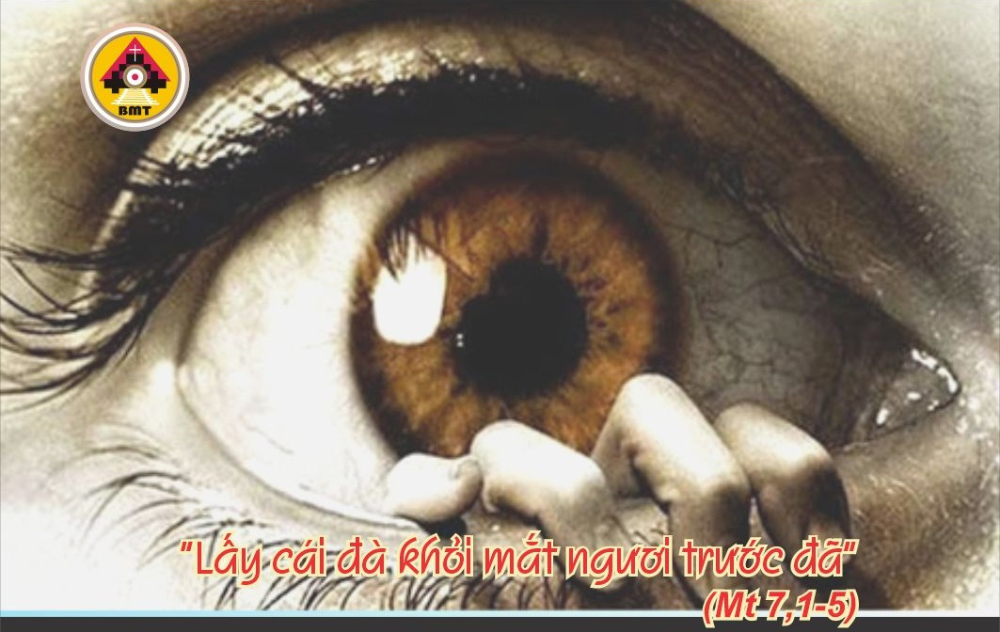 BMT
"Lấy cái đà khỏi mắt ngươi trước đã"
(Mt 7,1-5)